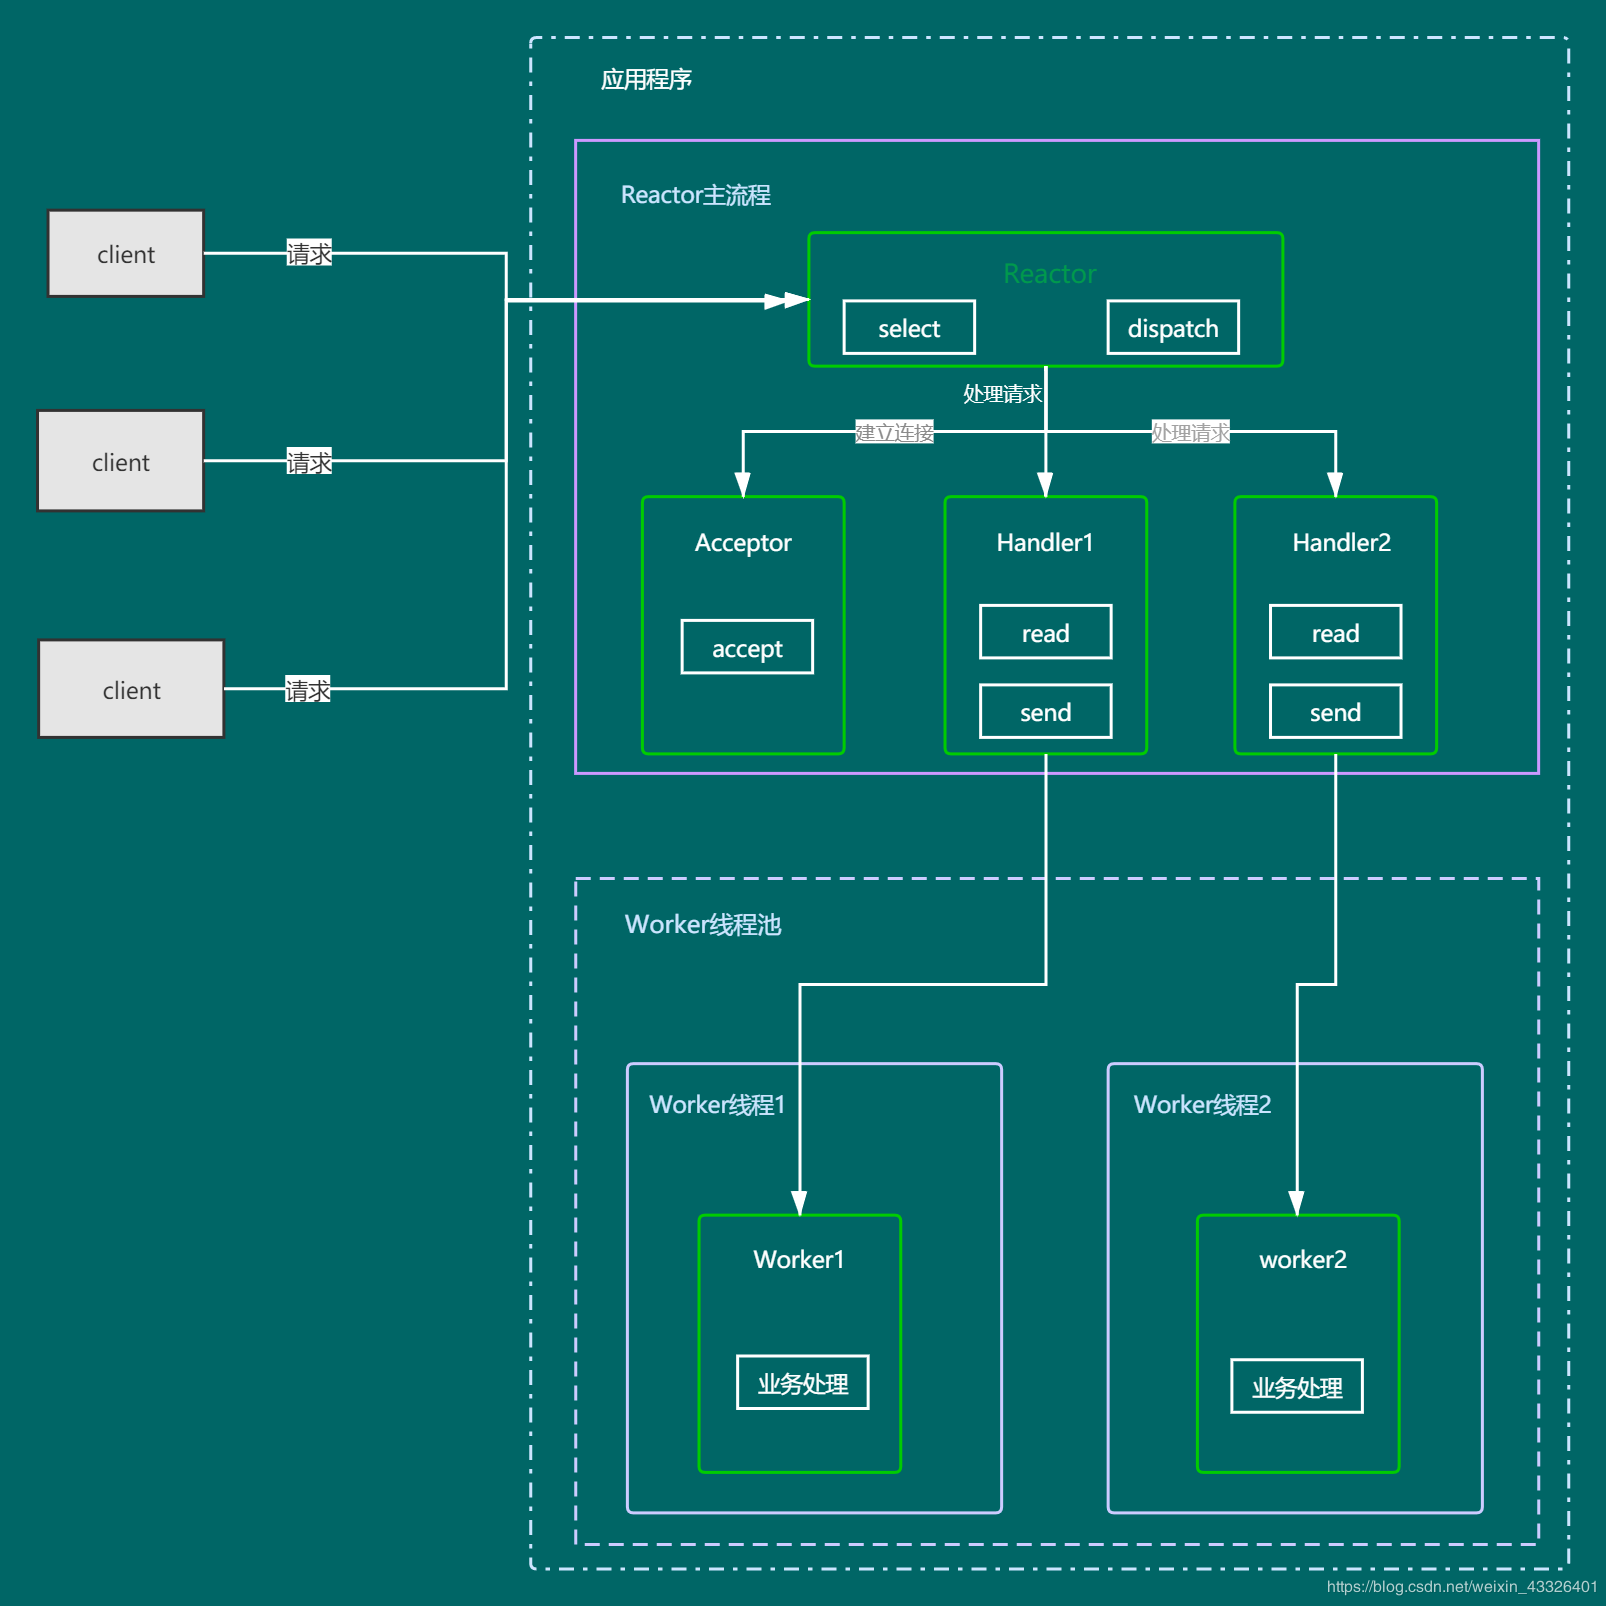 应用程序
Reactor主流程
client
请求
Reactor
select
dispatch
处理请求
建立连接
处理请求
client
请求
Acceptor
Handler1
Handler2
accept
read
read
client
请求
send
send
Worker线程池
Worker线程1
Worker线程2
Worker1
worker2
业务处理
业务处理
https://blog.csdn.net/weixin_43326401